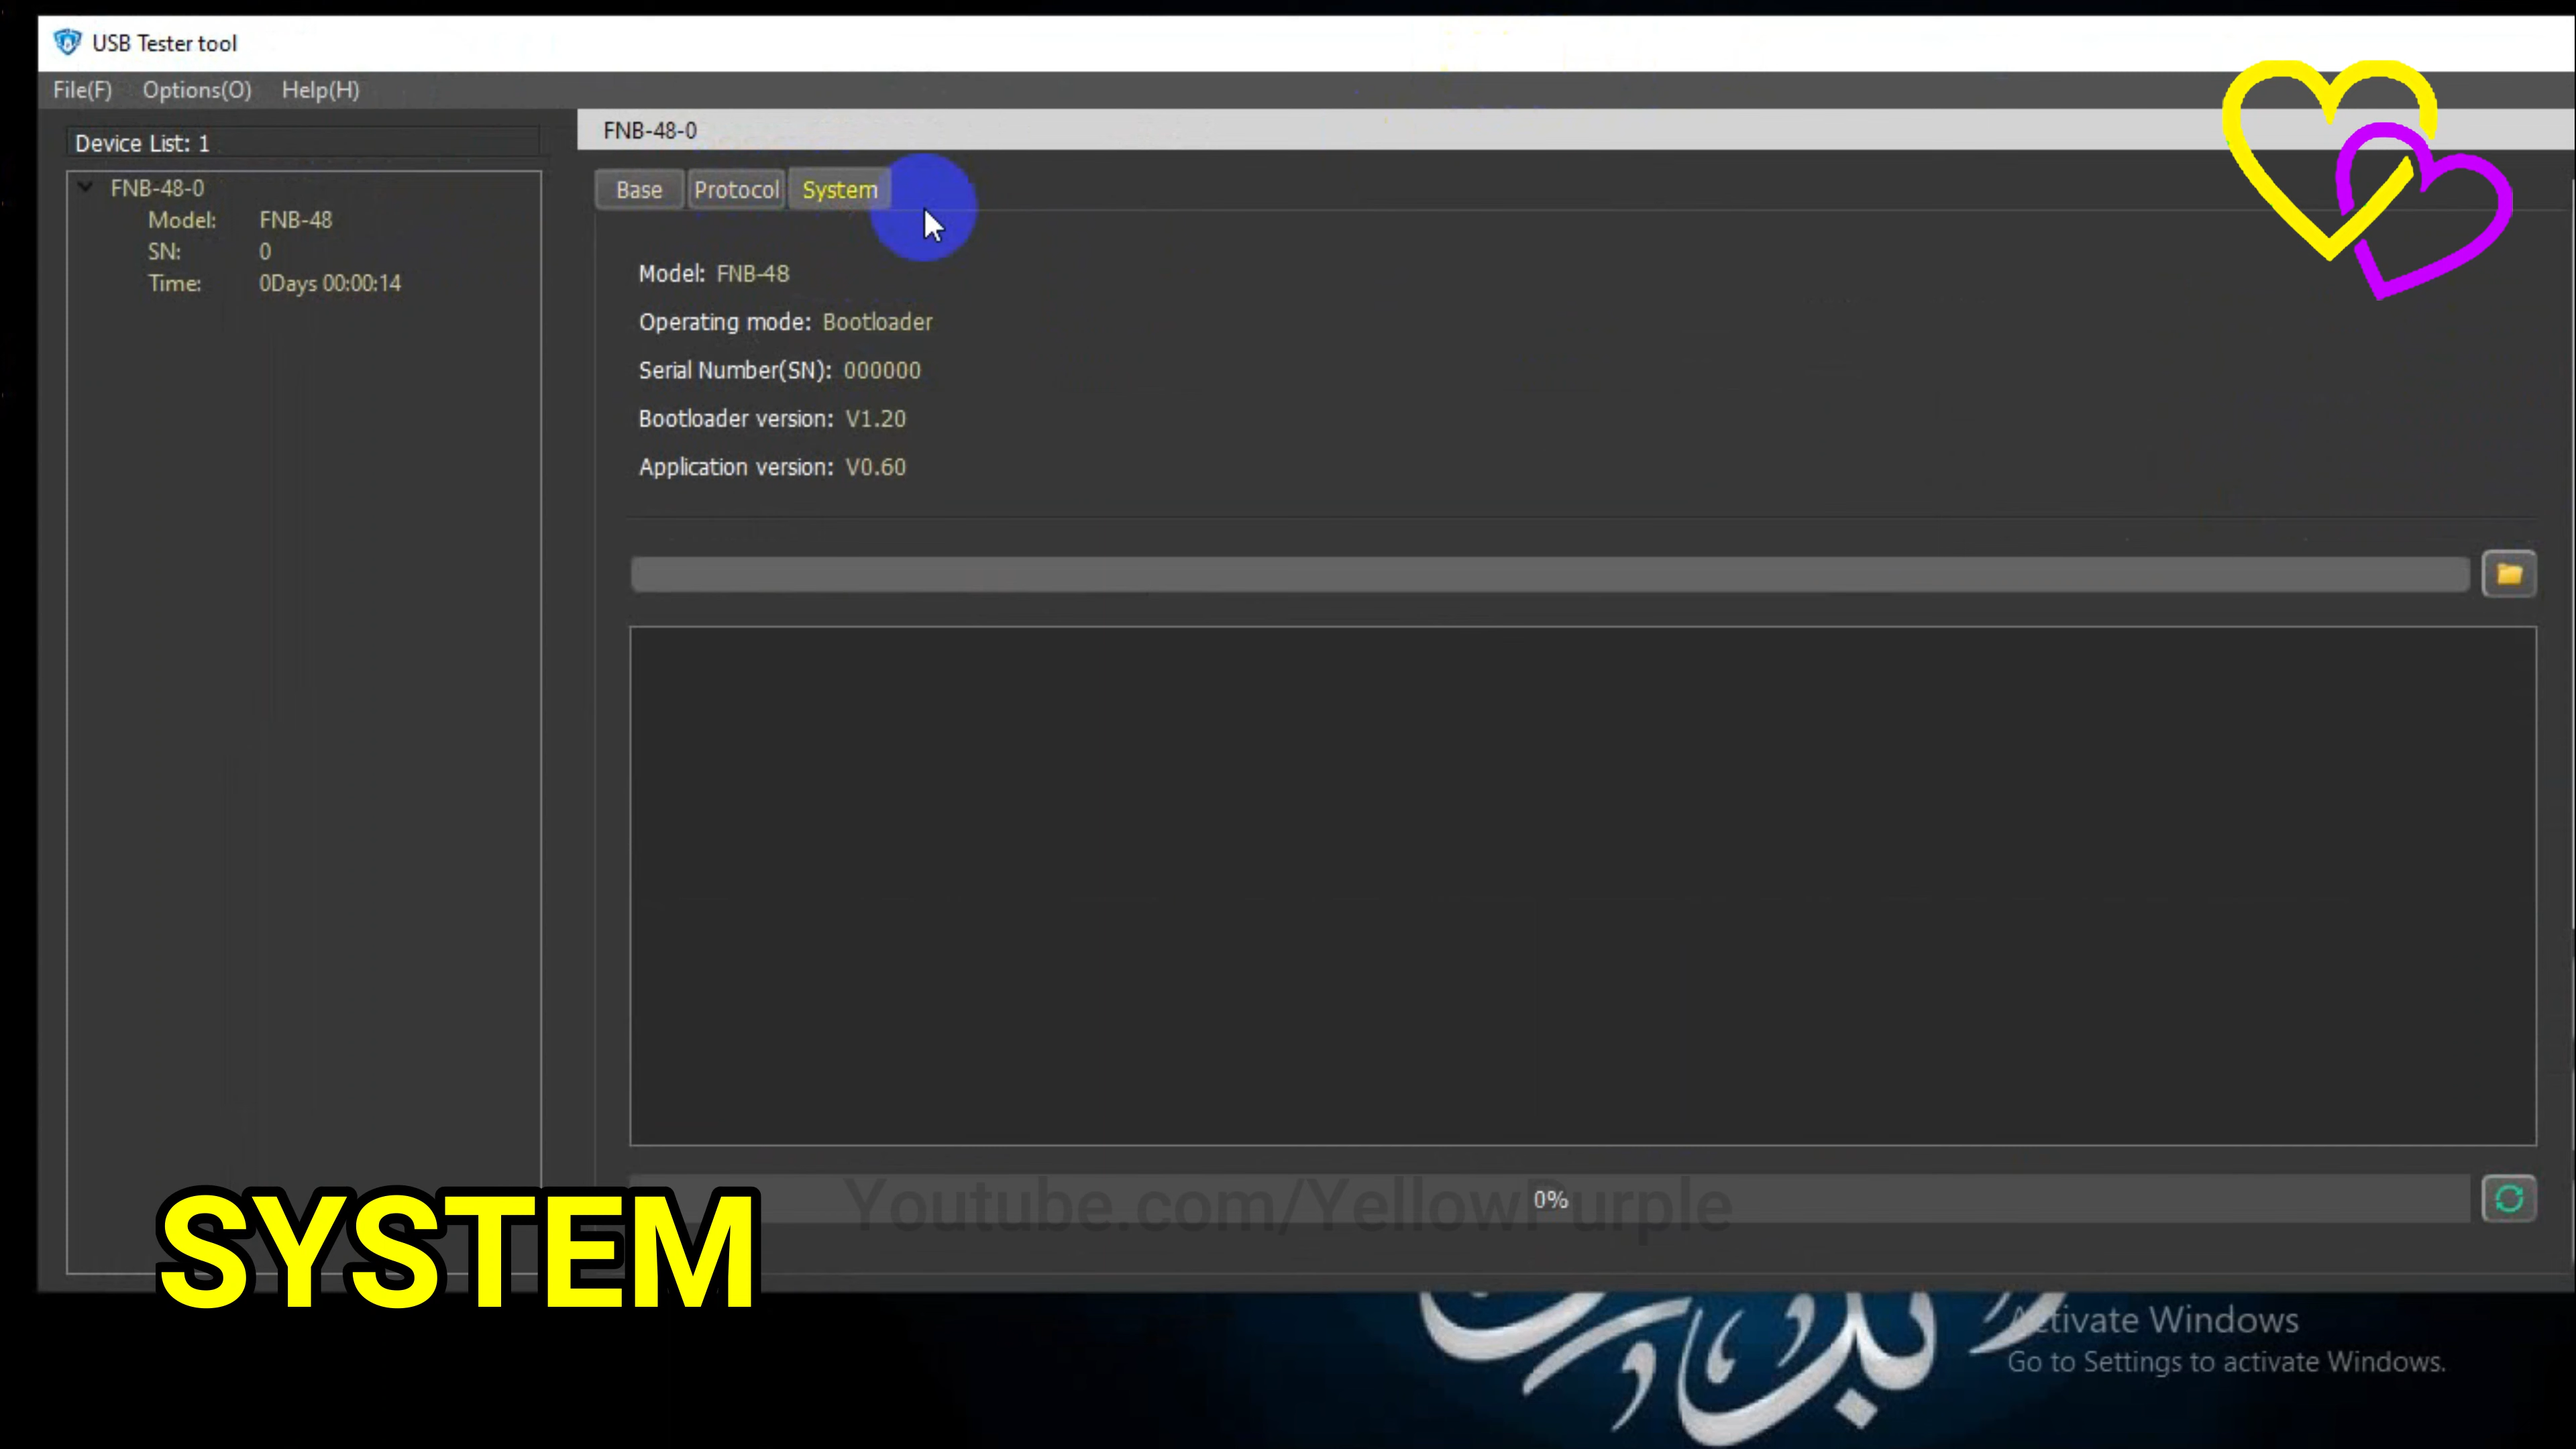 USB Tester tool
File(F) Options(O) Help(H)
Device List: 1
FNB-48-0
Model: FNB-48
SN: 0
Time: 0Days 00:00:14
FNB-48-0
Base Protocol System
Model: FNB-48
Operating mode: Bootloader
Serial Number(SN): 000000
Bootloader version: V1.20
Application version: V0.60
Youtube.com/YellowPurple
0%
SYSTEM
Activate Windows
Go to Settings to activate Windows.